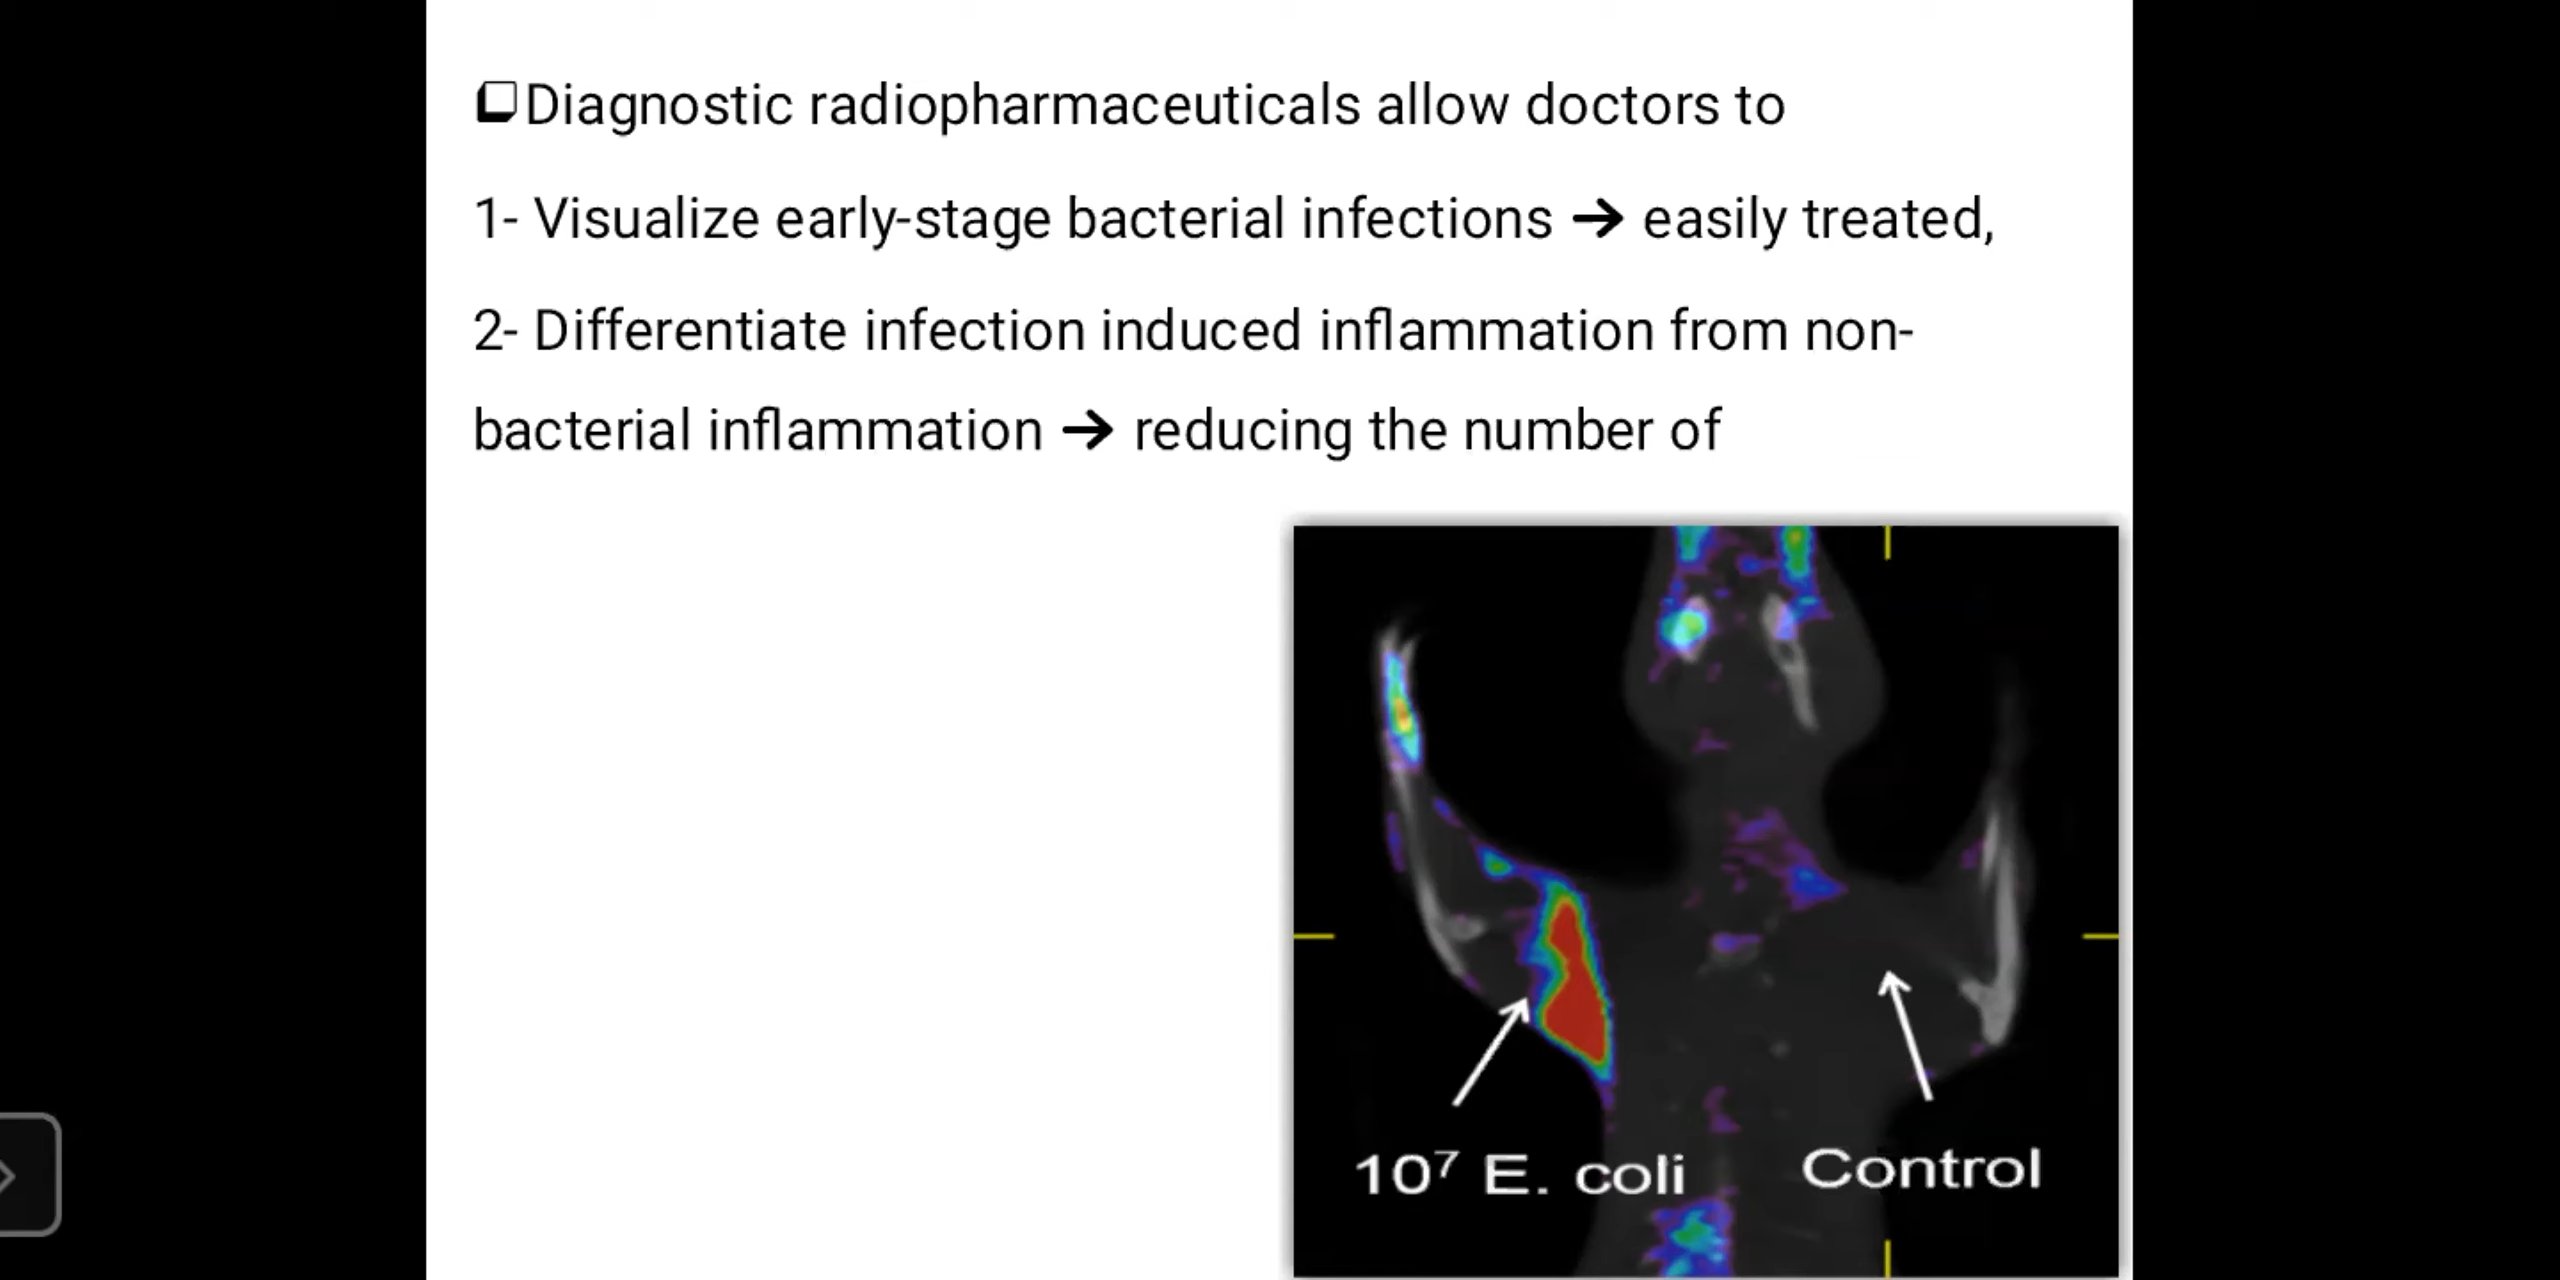 ❑Diagnostic radiopharmaceuticals allow doctors to
1- Visualize early-stage bacterial infections → easily treated,
2- Differentiate infection induced inflammation from non-
bacterial inflammation → reducing the number of
10⁷ E. coli
Control